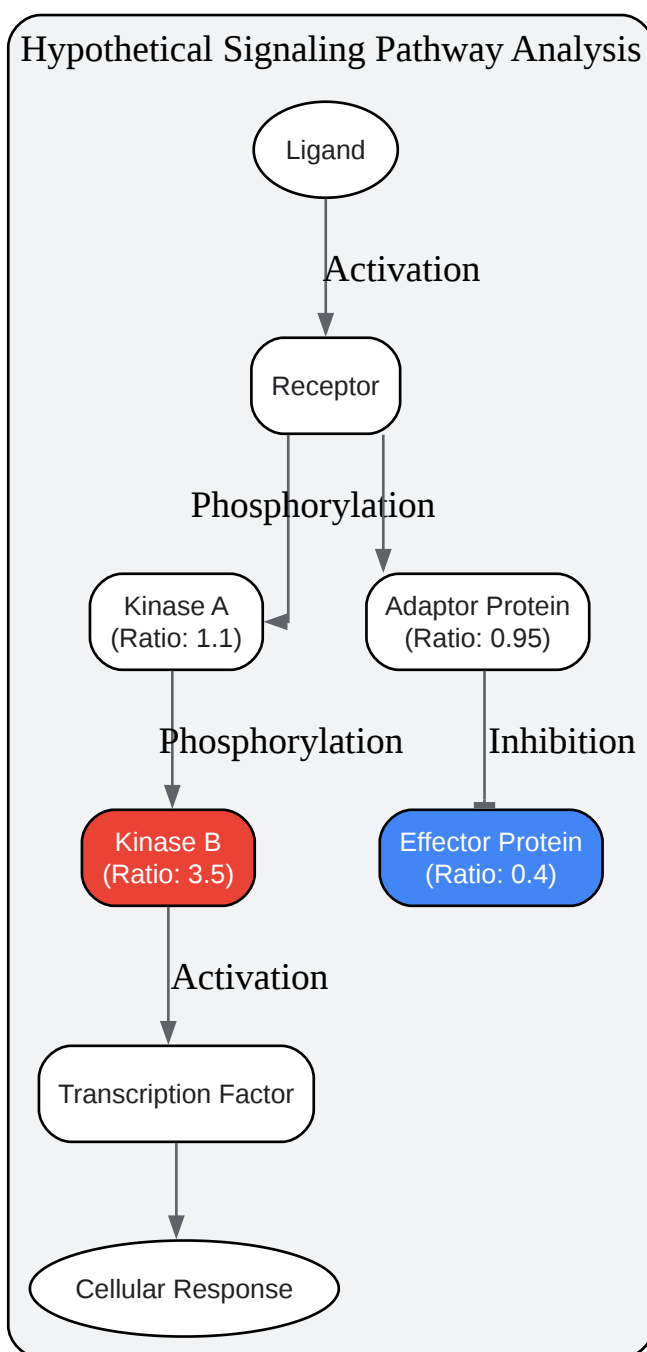 Hypothetical Signaling Pathway Analysis
Ligand
Activation
Receptor
Phosphorylation
Kinase A
(Ratio: 1.1)
Adaptor Protein
(Ratio: 0.95)
Phosphorylation
Inhibition
Kinase B
(Ratio: 3.5)
Effector Protein
(Ratio: 0.4)
Activation
Transcription Factor
Cellular Response